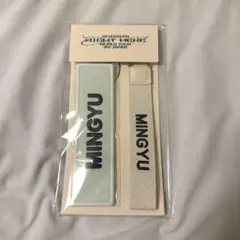 SEVENTEEN
RIGHT HERE
WORLD TOUR
IN JAPAN
MINGYU
MINGYU